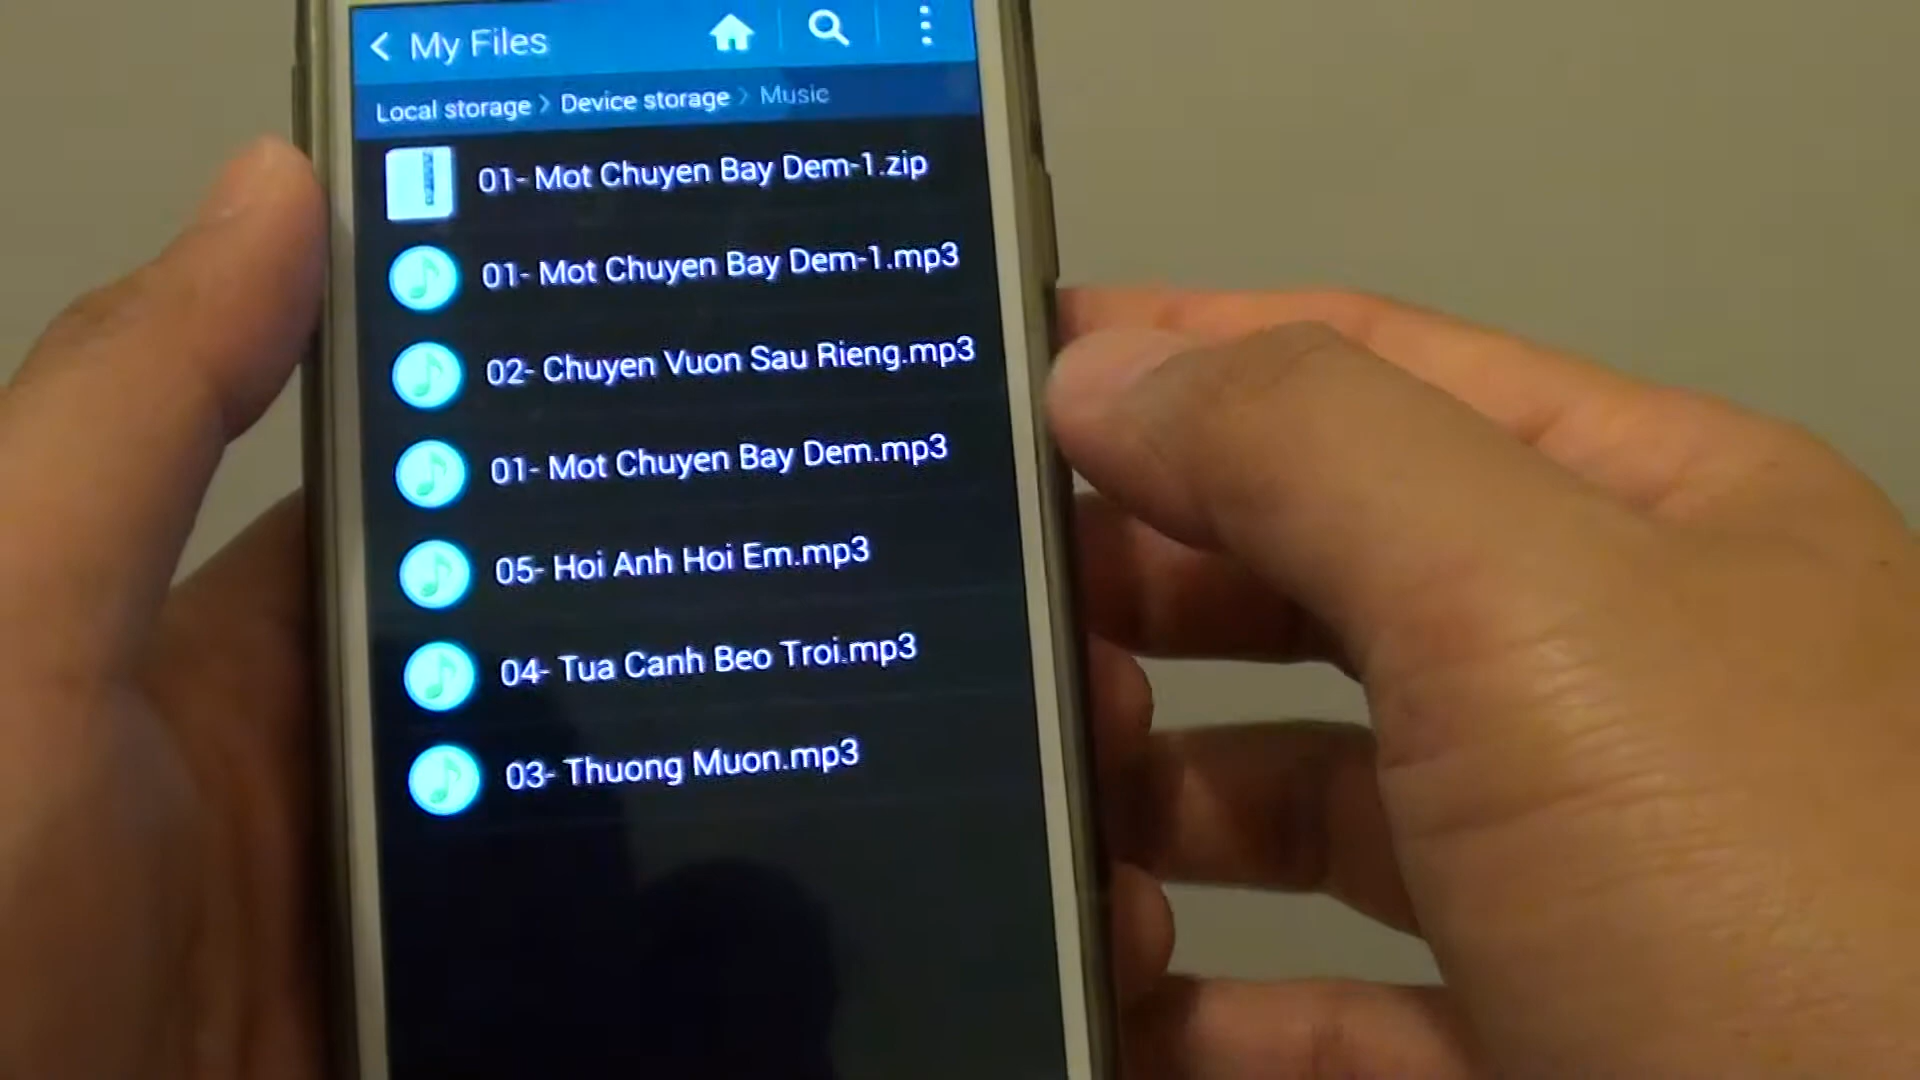 My Files
Local storage > Device storage > Music
01- Mot Chuyen Bay Dem-1.zip
01- Mot Chuyen Bay Dem-1.mp3
02- Chuyen Vuon Sau Rieng.mp3
01- Mot Chuyen Bay Dem.mp3
05- Hoi Anh Hoi Em.mp3
04- Tua Canh Beo Troi.mp3
03- Thuong Muon.mp3